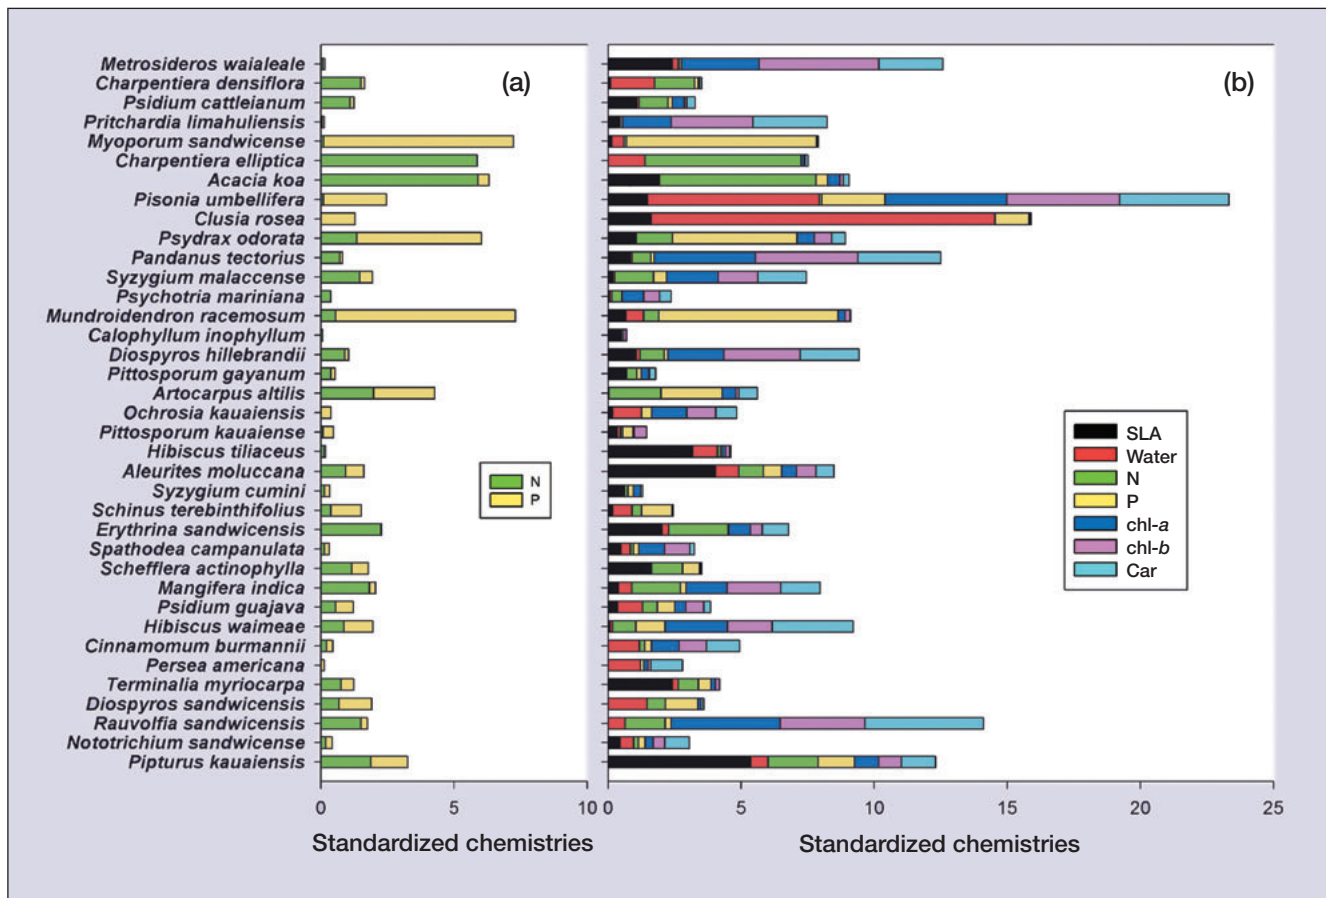 Metrosideros waialeale
Charpentiera densiflora
Psidium cattleianum
Pritchardia limahuliensis
Myoporum sandwicense
Charpentiera elliptica
Acacia koa
Pisonia umbellifera
Clusia rosea
Psydrax odorata
Pandanus tectorius
Syzygium malaccense
Psychotria mariniana
Mundroidendron racemosum
Calophyllum inophyllum
Diospyros hillebrandii
Pittosporum gayanum
Artocarpus altilis
Ochrosia kauaiensis
Pittosporum kauaiense
Hibiscus tiliaceus
Aleurites moluccana
Syzygium cumini
Schinus terebinthifolius
Erythrina sandwicensis
Spathodea campanulata
Schefflera actinophylla
Mangifera indica
Psidium guajava
Hibiscus waimeae
Cinnamomum burmannii
Persea americana
Terminalia myriocarpa
Diospyros sandwicensis
Rauvolfia sandwicensis
Nototrichium sandwicense
Pipturus kauaiensis
(a)
N
P
0 5 10
Standardized chemistries
(b)
SLA
Water
N
P
chl-a
chl-b
Car
0 5 10 15 20 25
Standardized chemistries